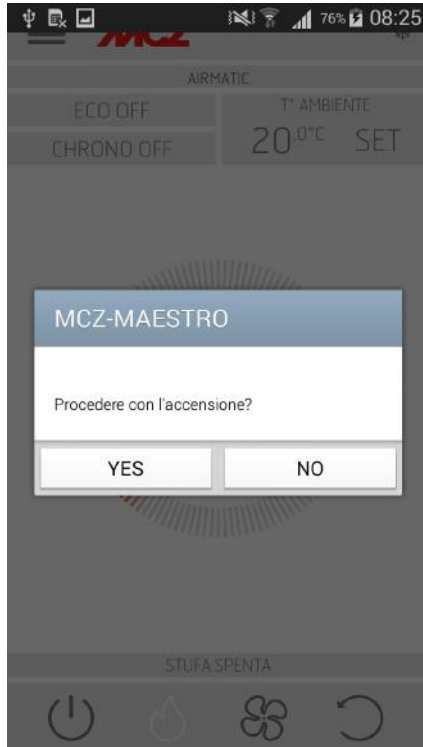 76% 08:25
MCZ
AIRMATIC
ECO OFF
T° AMBIENTE
CHRONO OFF
20.0°C SET
MCZ-MAESTRO
Procedere con l'accensione?
YES NO
STUFA SPENTA